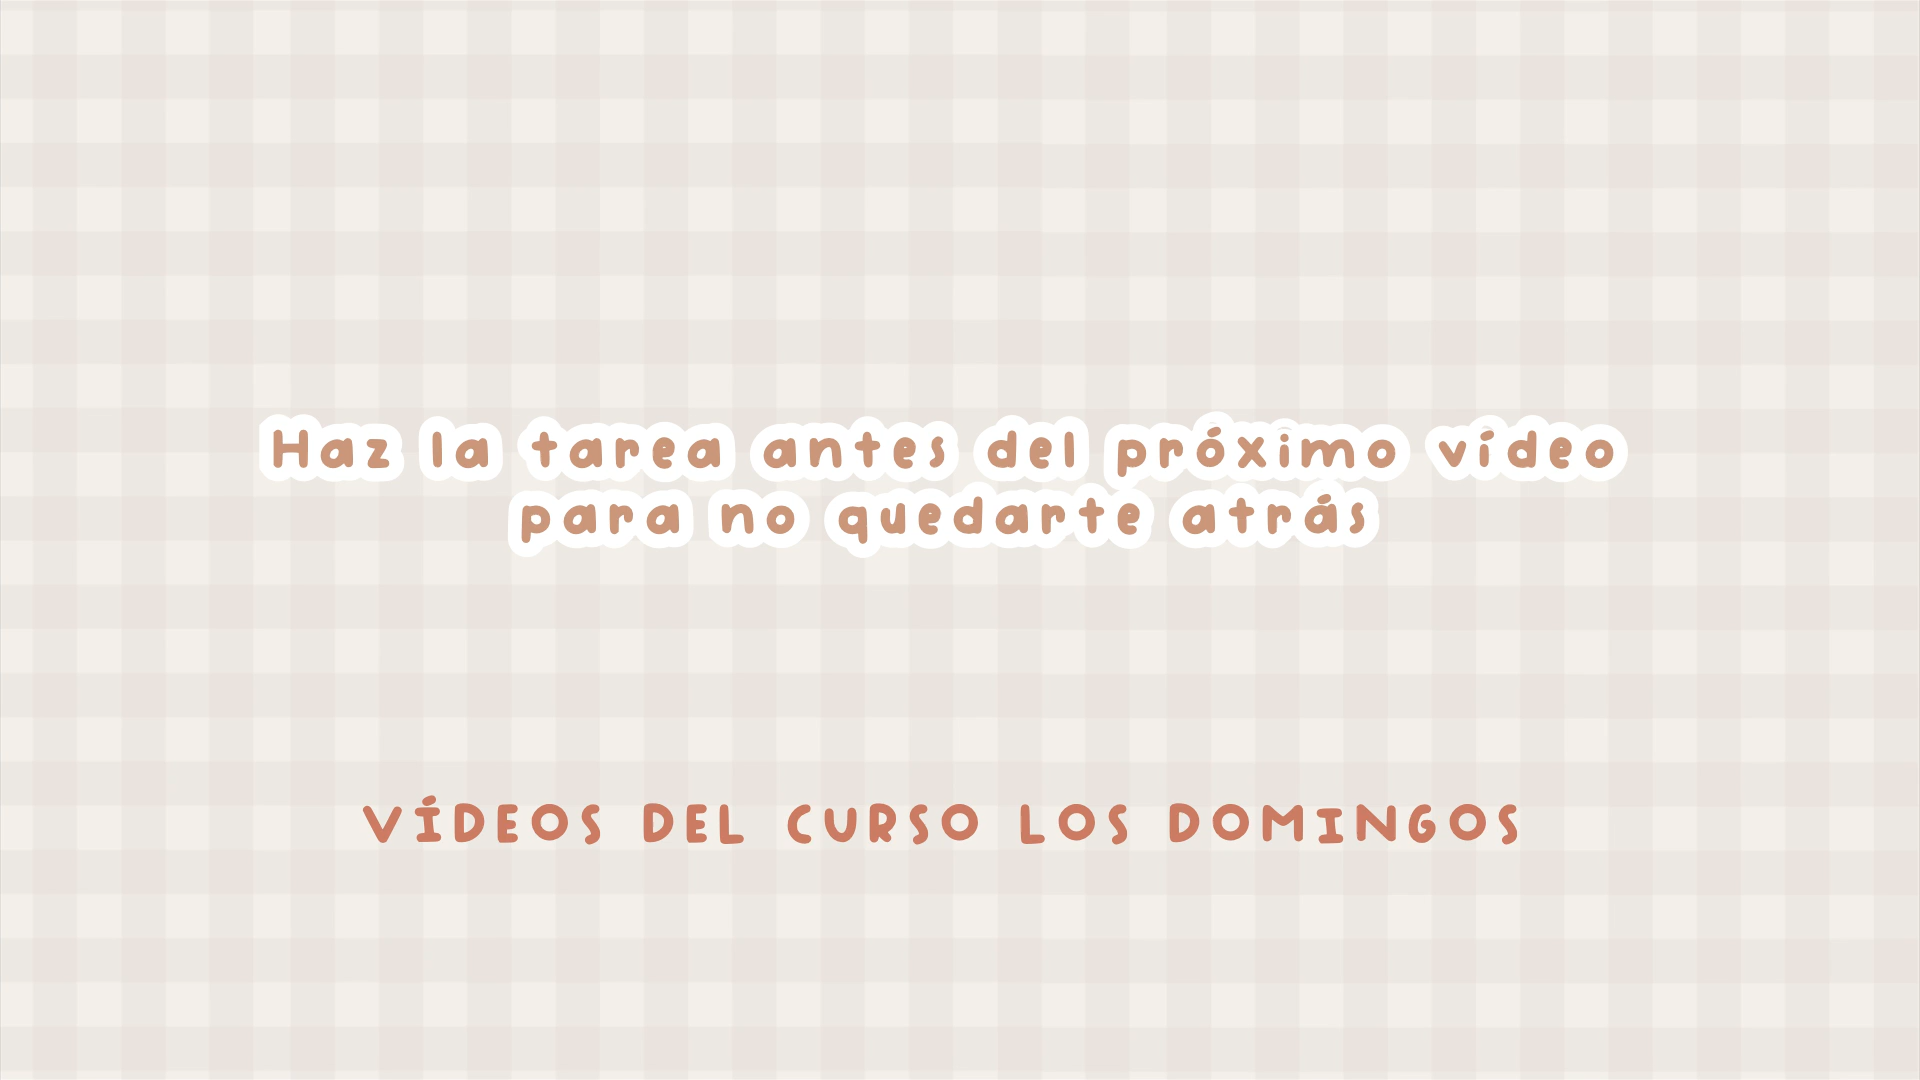 Haz la tarea antes del próximo vídeo
para no quedarte atrás
VÍDEOS DEL CURSO LOS DOMINGOS